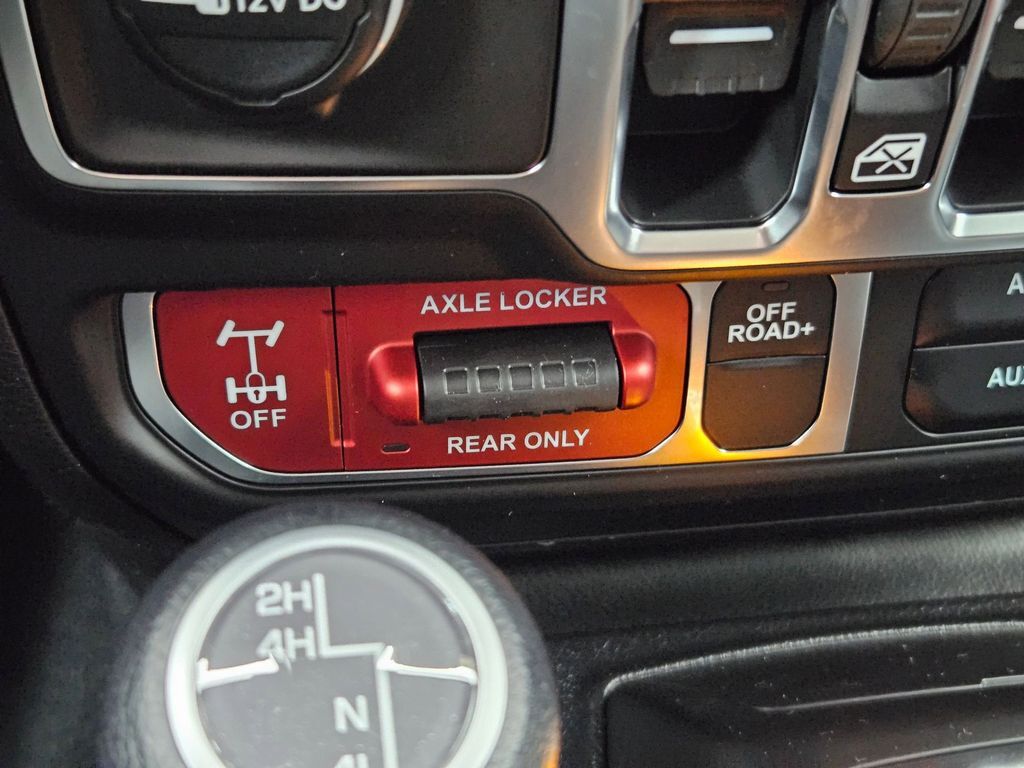 12V DC
AXLE LOCKER
OFF
ROAD+
OFF
REAR ONLY
AUX
2H
4H
N